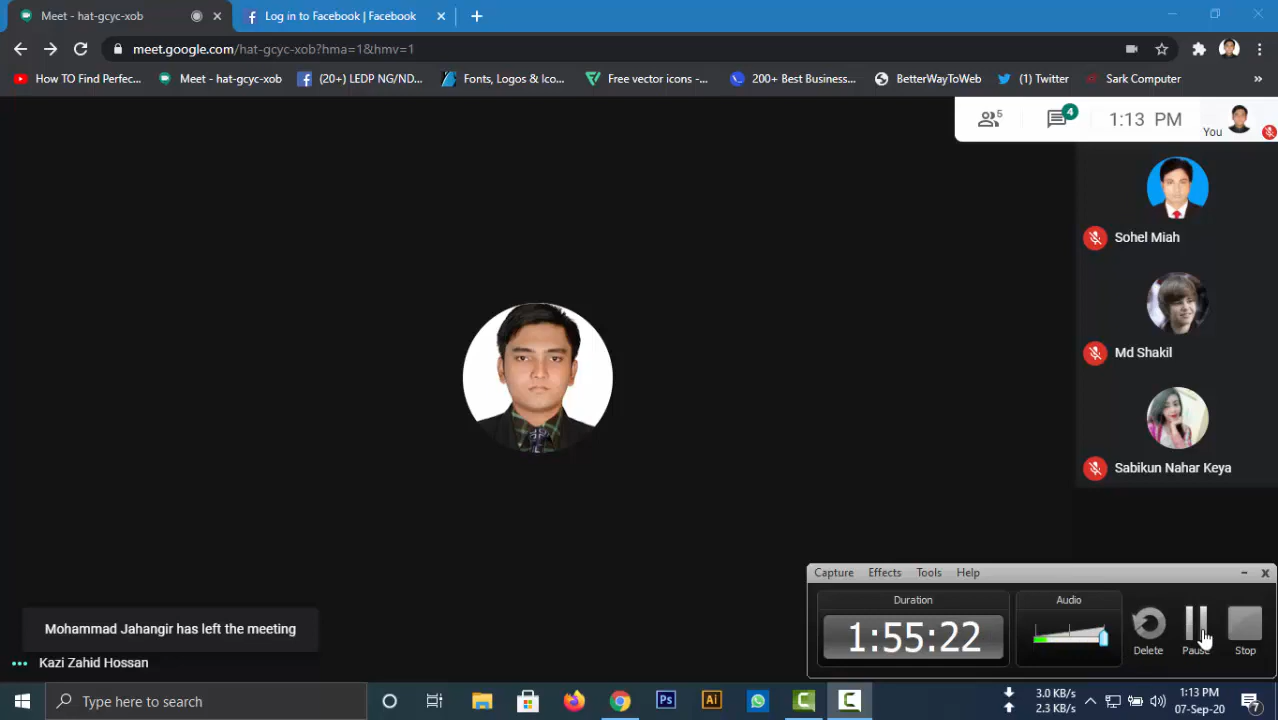 Meet - hat-gcyc-xob
Log in to Facebook | Facebook
meet.google.com/hat-gcyc-xob?hma=1&hmv=1
How TO Find Perfec...
Meet - hat-gcyc-xob
(20+) LEDP NG/ND...
Fonts, Logos & Ico...
Free vector icons -...
200+ Best Business...
BetterWayToWeb
(1) Twitter
Sark Computer
5
4
1:13 PM
You
Sohel Miah
Md Shakil
Sabikun Nahar Keya
Mohammad Jahangir has left the meeting
Kazi Zahid Hossan
Capture Effects Tools Help
Duration
Audio
1:55:22
Delete
Pause
Stop
Type here to search
Ps
Ai
3.0 KB/s
2.3 KB/s
1:13 PM
07-Sep-20
7